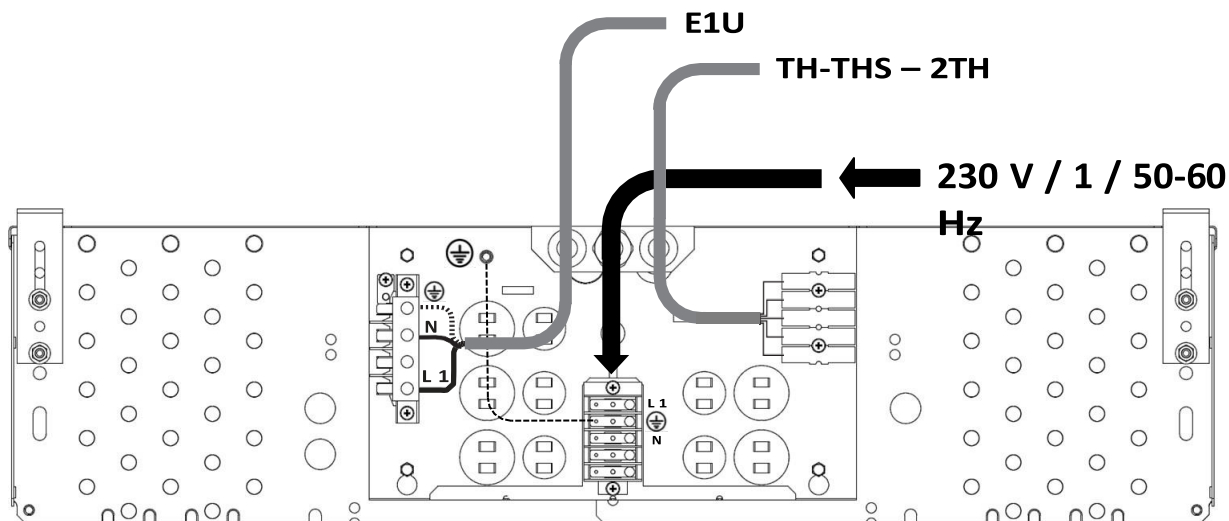 E1U
TH-THS – 2TH
230 V / 1 / 50-60
Hz
N
L 1
L 1
N